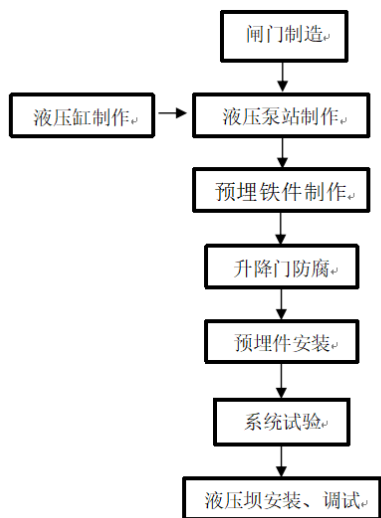 闸门制造
液压缸制作
液压泵站制作
预埋铁件制作
升降门防腐
预埋件安装
系统试验
液压坝安装、调试